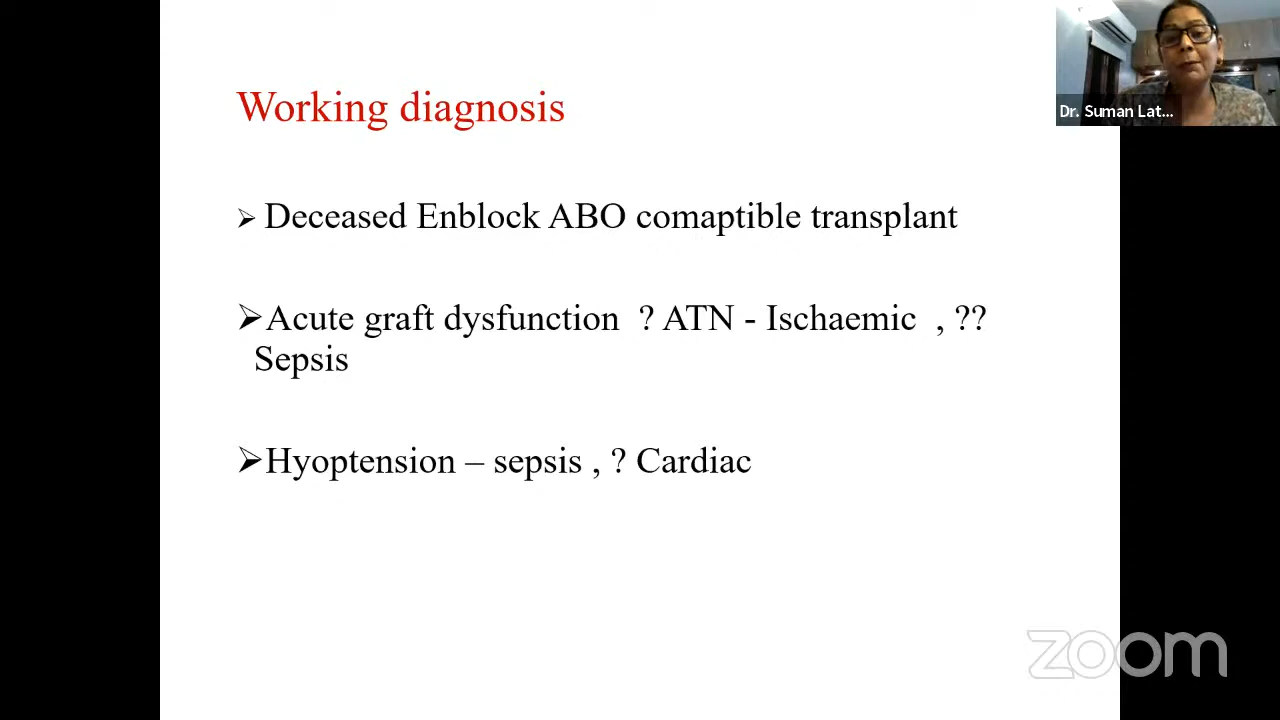 Working diagnosis
Dr. Suman Lat...
➢ Deceased Enblock ABO comaptible transplant
➢Acute graft dysfunction ? ATN - Ischaemic , ??
Sepsis
➢Hyoptension – sepsis , ? Cardiac
zoom